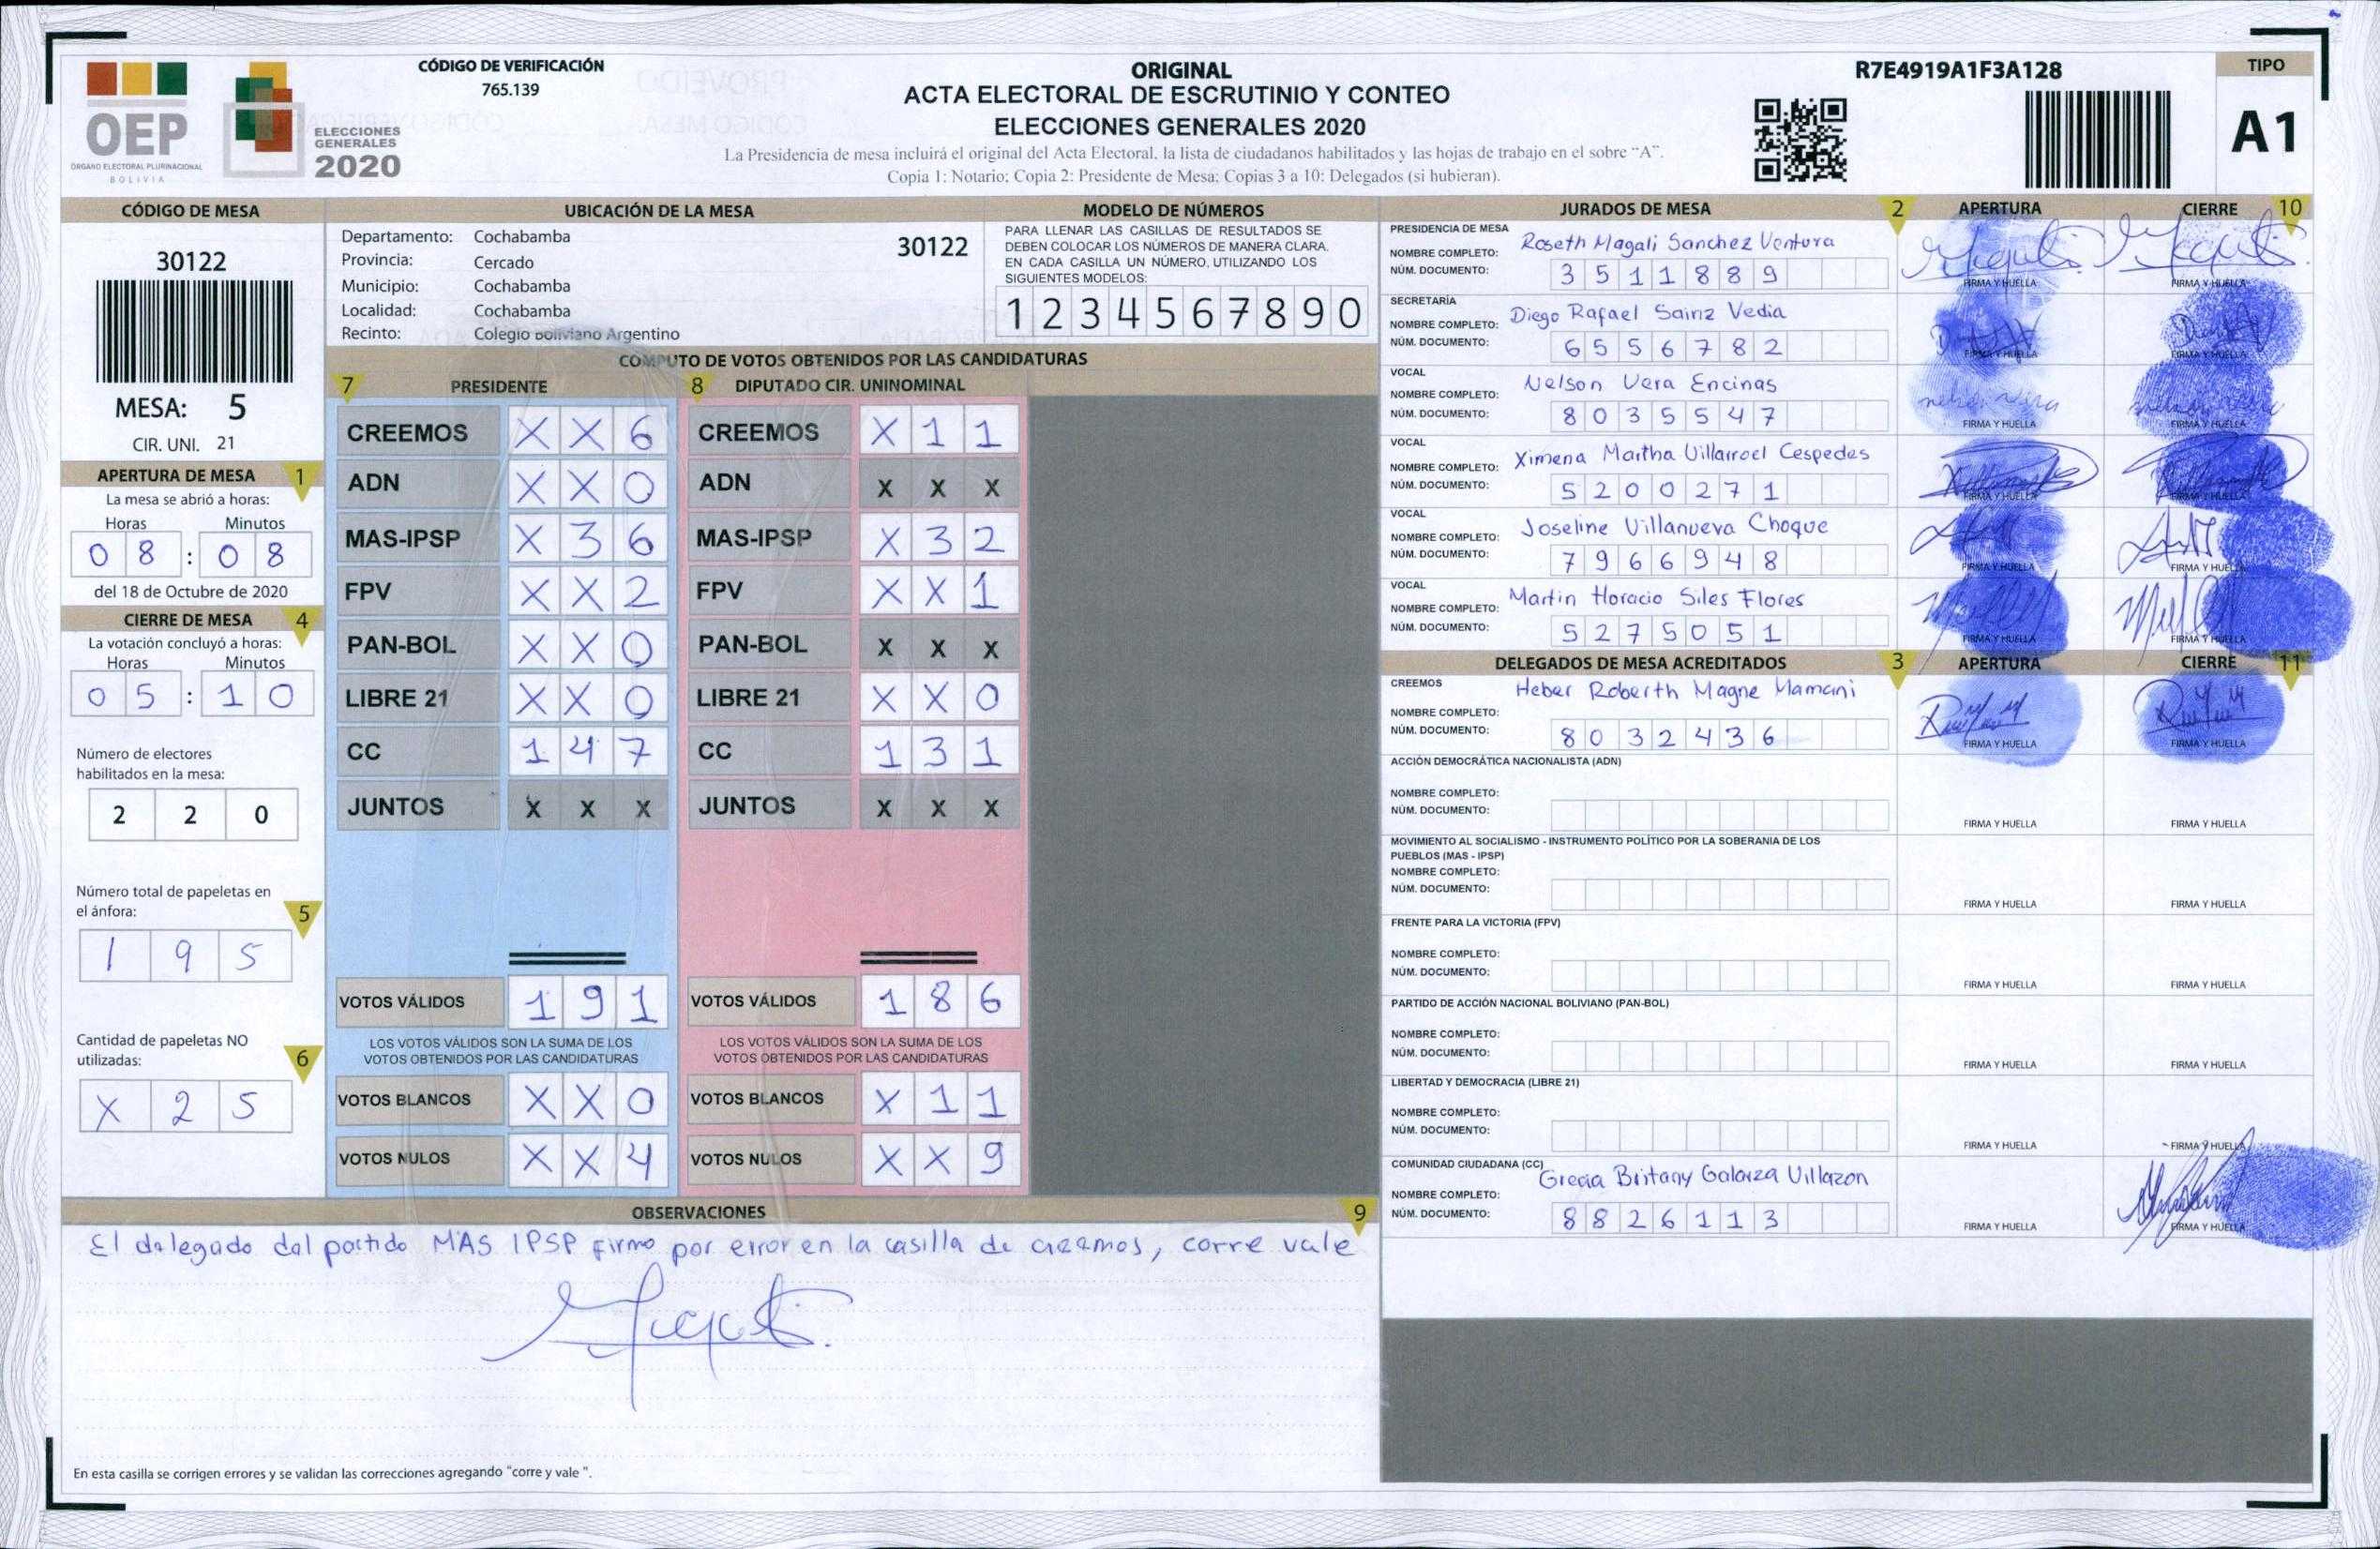 CÓDIGO DE VERIFICACIÓN
765.139
ORIGINAL
ACTA ELECTORAL DE ESCRUTINIO Y CONTEO
ELECCIONES GENERALES 2020
La Presidencia de mesa incluirá el original del Acta Electoral, la lista de ciudadanos habilitados y las hojas de trabajo en el sobre “A”.
Copia 1: Notario; Copia 2: Presidente de Mesa; Copias 3 a 10: Delegados (si hubieran).
R7E4919A1F3A128
TIPO
A1
OEP
ÓRGANO ELECTORAL PLURINACIONAL
BOLIVIA
ELECCIONES
GENERALES
2020
CÓDIGO DE MESA
30122
MESA: 5
CIR. UNI. 21
APERTURA DE MESA 1
La mesa se abrió a horas:
Horas Minutos
0 8 : 0 8
del 18 de Octubre de 2020
CIERRE DE MESA 4
La votación concluyó a horas:
Horas Minutos
0 5 : 1 0
Número de electores
habilitados en la mesa:
2 2 0
Número total de papeletas en
el ánfora: 5
1 9 5
Cantidad de papeletas NO
utilizadas: 6
X 2 5
UBICACIÓN DE LA MESA
Departamento: Cochabamba 30122
Provincia: Cercado
Municipio: Cochabamba
Localidad: Cochabamba
Recinto: Colegio Boliviano Argentino
MODELO DE NÚMEROS
PARA LLENAR LAS CASILLAS DE RESULTADOS SE
DEBEN COLOCAR LOS NÚMEROS DE MANERA CLARA.
EN CADA CASILLA UN NÚMERO, UTILIZANDO LOS
SIGUIENTES MODELOS:
1 2 3 4 5 6 7 8 9 0
COMPUTO DE VOTOS OBTENIDOS POR LAS CANDIDATURAS
7 PRESIDENTE 8 DIPUTADO CIR. UNINOMINAL
CREEMOS X X 6 CREEMOS X 1 1
ADN X X 0 ADN X X X
MAS-IPSP X 3 6 MAS-IPSP X 3 2
FPV X X 2 FPV X X 1
PAN-BOL X X 0 PAN-BOL X X X
LIBRE 21 X X 0 LIBRE 21 X X 0
CC 1 4 7 CC 1 3 1
JUNTOS X X X JUNTOS X X X
VOTOS VÁLIDOS 1 9 1 VOTOS VÁLIDOS 1 8 6
LOS VOTOS VÁLIDOS SON LA SUMA DE LOS LOS VOTOS VÁLIDOS SON LA SUMA DE LOS
VOTOS OBTENIDOS POR LAS CANDIDATURAS VOTOS OBTENIDOS POR LAS CANDIDATURAS
VOTOS BLANCOS X X 0 VOTOS BLANCOS X 1 1
VOTOS NULOS X X 4 VOTOS NULOS X X 9
OBSERVACIONES 9
El delegado del partido MAS IPSP firmo por error en la casilla de creemos, corre vale
En esta casilla se corrigen errores y se validan las correcciones agregando “corre y vale ”.
JURADOS DE MESA 2 APERTURA CIERRE 10
PRESIDENCIA DE MESA
NOMBRE COMPLETO: Roseth Magali Sanchez Ventura
NÚM. DOCUMENTO: 3 5 1 1 8 8 9
FIRMA Y HUELLA FIRMA Y HUELLA
SECRETARÍA
NOMBRE COMPLETO: Diego Rafael Sainz Vedia
NÚM. DOCUMENTO: 6 5 5 6 7 8 2
FIRMA Y HUELLA FIRMA Y HUELLA
VOCAL
NOMBRE COMPLETO: Nelson Vera Encinas
NÚM. DOCUMENTO: 8 0 3 5 5 4 7
FIRMA Y HUELLA FIRMA Y HUELLA
VOCAL
NOMBRE COMPLETO: Ximena Martha Villarroel Cespedes
NÚM. DOCUMENTO: 5 2 0 0 2 7 1
FIRMA Y HUELLA FIRMA Y HUELLA
VOCAL
NOMBRE COMPLETO: Joseline Villanueva Choque
NÚM. DOCUMENTO: 7 9 6 6 9 4 8
FIRMA Y HUELLA FIRMA Y HUELLA
VOCAL
NOMBRE COMPLETO: Martin Horacio Siles Flores
NÚM. DOCUMENTO: 5 2 7 5 0 5 1
FIRMA Y HUELLA FIRMA Y HUELLA
DELEGADOS DE MESA ACREDITADOS 3 APERTURA CIERRE 11
CREEMOS
NOMBRE COMPLETO: Heber Roberth Magne Mamani
NÚM. DOCUMENTO: 8 0 3 2 4 3 6
FIRMA Y HUELLA FIRMA Y HUELLA
ACCIÓN DEMOCRÁTICA NACIONALISTA (ADN)
NOMBRE COMPLETO:
NÚM. DOCUMENTO:
FIRMA Y HUELLA FIRMA Y HUELLA
MOVIMIENTO AL SOCIALISMO - INSTRUMENTO POLÍTICO POR LA SOBERANIA DE LOS
PUEBLOS (MAS - IPSP)
NOMBRE COMPLETO:
NÚM. DOCUMENTO:
FIRMA Y HUELLA FIRMA Y HUELLA
FRENTE PARA LA VICTORIA (FPV)
NOMBRE COMPLETO:
NÚM. DOCUMENTO:
FIRMA Y HUELLA FIRMA Y HUELLA
PARTIDO DE ACCIÓN NACIONAL BOLIVIANO (PAN-BOL)
NOMBRE COMPLETO:
NÚM. DOCUMENTO:
FIRMA Y HUELLA FIRMA Y HUELLA
LIBERTAD Y DEMOCRACIA (LIBRE 21)
NOMBRE COMPLETO:
NÚM. DOCUMENTO:
FIRMA Y HUELLA FIRMA Y HUELLA
COMUNIDAD CIUDADANA (CC)
NOMBRE COMPLETO: Grecia Britany Galarza Villazon
NÚM. DOCUMENTO: 8 8 2 6 1 1 3
FIRMA Y HUELLA FIRMA Y HUELLA